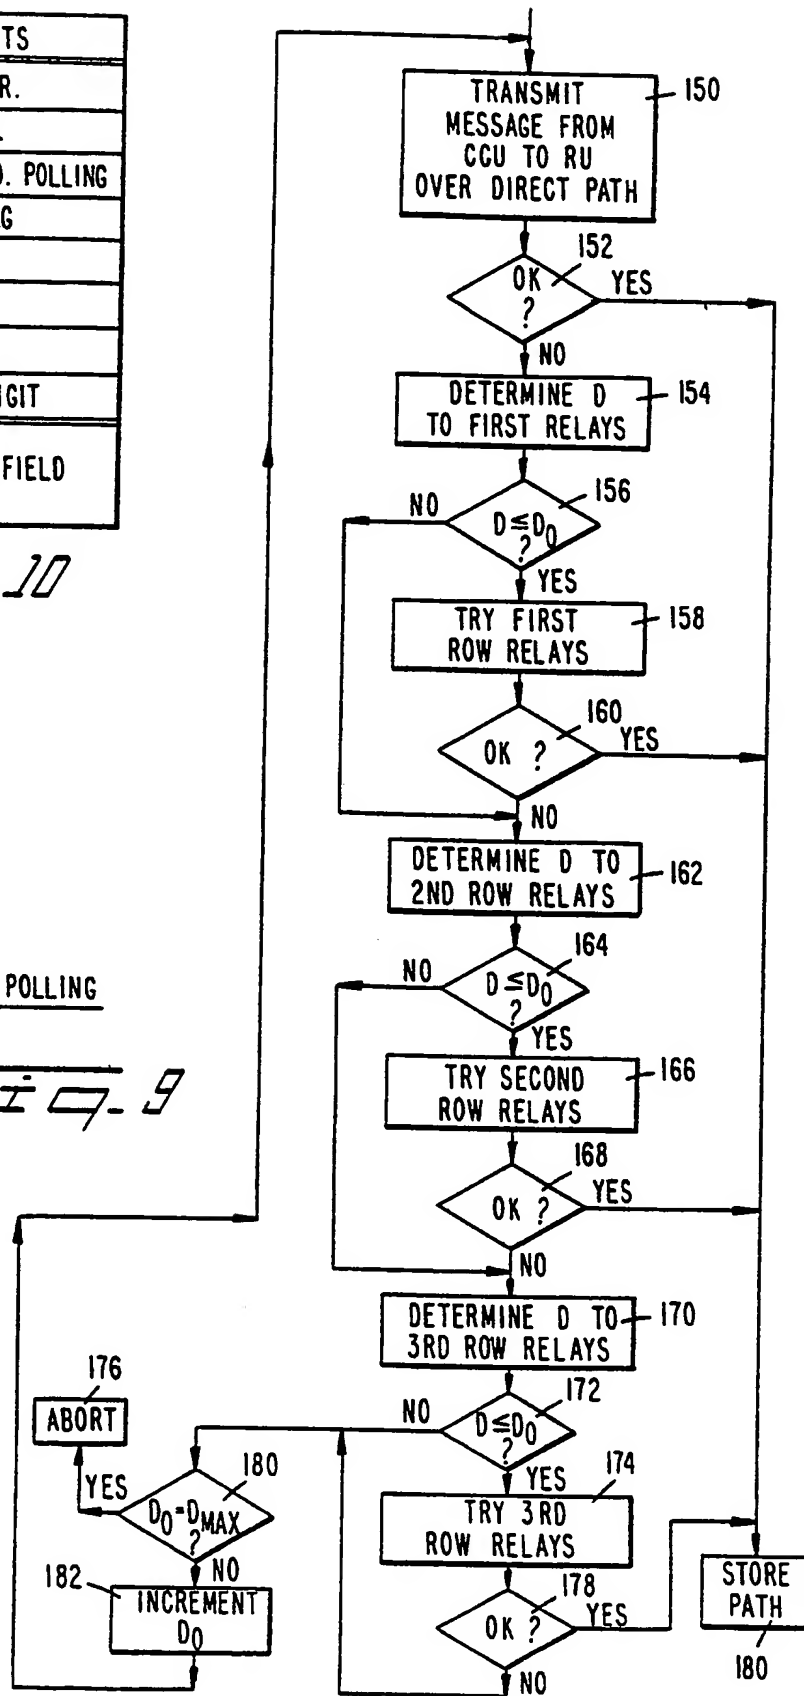 TS
R.
. POLLING
G
IGIT
FIELD
10
POLLING
Fig. 9
TRANSMIT
MESSAGE FROM
CCU TO RU
OVER DIRECT PATH
150
OK
?
152
YES
NO
DETERMINE D
TO FIRST RELAYS
154
D≦D0
?
156
NO
YES
TRY FIRST
ROW RELAYS
158
OK ?
160
YES
NO
DETERMINE D TO
2ND ROW RELAYS
162
D≦D0
?
164
NO
YES
TRY SECOND
ROW RELAYS
166
OK ?
168
YES
NO
DETERMINE D TO
3RD ROW RELAYS
170
D≦D0
?
172
NO
YES
TRY 3RD
ROW RELAYS
174
OK ?
178
YES
NO
176
ABORT
YES
D0=DMAX
?
180
NO
182
INCREMENT
D0
STORE
PATH
180